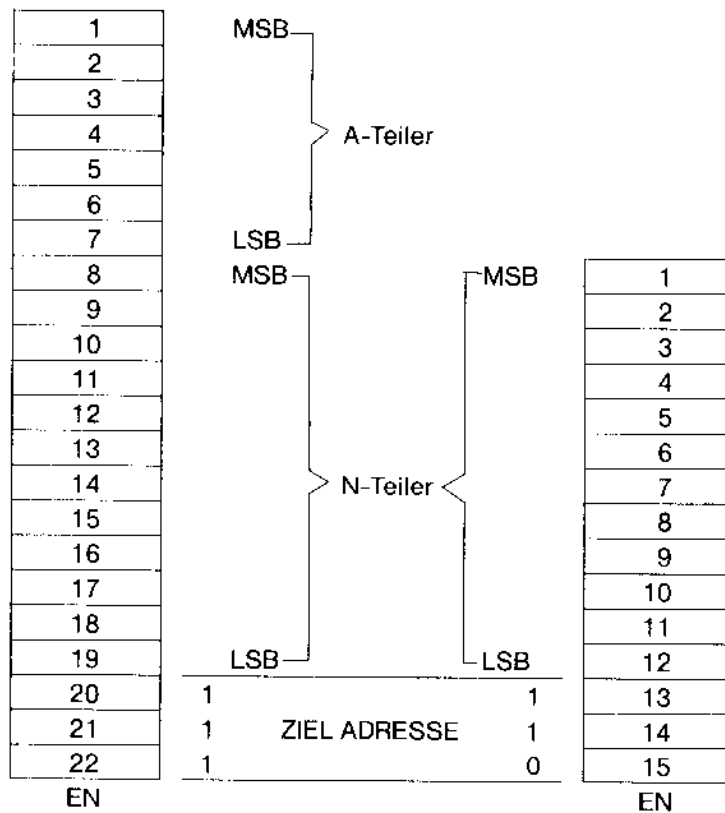 1 MSB
2
3
4 A-Teiler
5
6
7 LSB
8 MSB MSB 1
9 2
10 3
11 4
12 5
13 6
14 N-Teiler 7
15 8
16 9
17 10
18 11
19 LSB LSB 12
20 1 1 13
21 1 ZIEL ADRESSE 1 14
22 1 0 15
EN EN